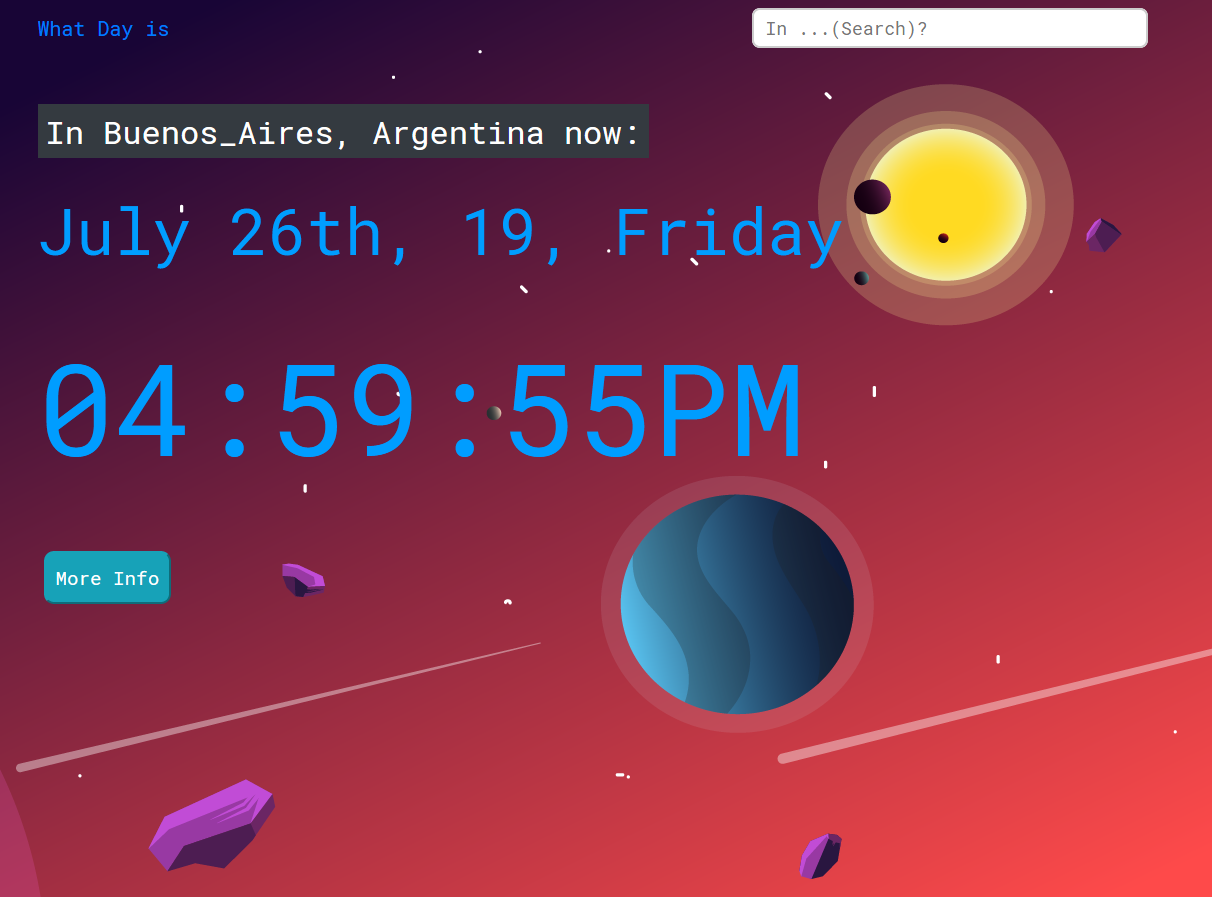 What Day is
In ...(Search)?
In Buenos_Aires, Argentina now:
July 26th, 19, Friday
04:59:55PM
More Info